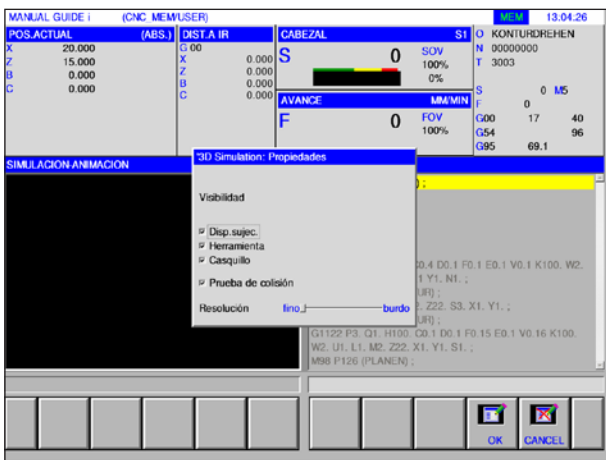 MANUAL GUIDE i (CNC_MEM/USER) MEM 13.04.26
POS.ACTUAL (ABS.)
X 20.000
Z 15.000
B 0.000
C 0.000
DIST.A IR
G 00
X 0.000
Z 0.000
B 0.000
C 0.000
CABEZAL S1
S 0 SOV
100%
0%
AVANCE MM/MIN
F 0 FOV
100%
O KONTURDREHEN
N 00000000
T 3003
S 0 M5
F 0
G00 17 40
G54 96
G95 69.1
SIMULACION-ANIMACION
'3D Simulation: Propiedades
Visibilidad
Disp.sujec.
Herramienta
Casquillo
Prueba de colisión
Resolución fino burdo
) ;
C0.4 D0.1 F0.1 E0.1 V0.1 K100. W2.
1 Y1. N1. ;
UR) ;
2. Z22. S3. X1. Y1. ;
UR) ;
G1122 P3. Q1. H100. C0.1 D0.1 F0.15 E0.1 V0.16 K100.
W2. U1. L1. M2. Z22. X1. Y1. S1. ;
M98 P126 (PLANEN) ;
OK CANCEL